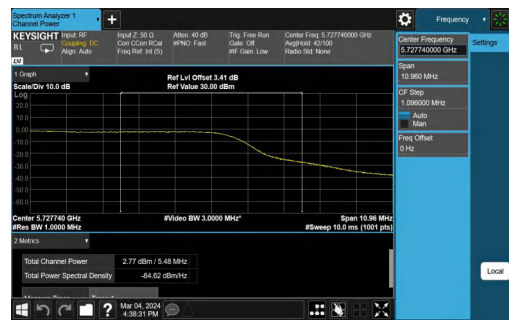 Spectrum Analyzer 1
Channel Power
+
Frequency
KEYSIGHT
RL
Input: RF
Coupling: DC
Align: Auto
Input Z: 50 Ω
Corr CCorr RCal
Freq Ref: Int (S)
Atten: 40 dB
#PNO: Fast
Trig: Free Run
Gate: Off
#IF Gain: Low
Center Freq: 5.727740000 GHz
Avg|Hold: 42/100
Radio Std: None
LVI
Center Frequency
5.727740000 GHz
Settings
Span
10.960 MHz
CF Step
1.096000 MHz
Auto
Man
Freq Offset
0 Hz
Local
1 Graph
Scale/Div 10.0 dB
Ref Lvl Offset 3.41 dB
Ref Value 30.00 dBm
Log
20.0
10.0
0.00
-10.0
-20.0
-30.0
-40.0
-50.0
-60.0
Center 5.727740 GHz
#Video BW 3.0000 MHz*
Span 10.96 MHz
#Res BW 1.0000 MHz
#Sweep 10.0 ms (1001 pts)
2 Metrics
Total Channel Power
2.77 dBm / 5.48 MHz
Total Power Spectral Density
-64.62 dBm/Hz
?
Mar 04, 2024
4:38:31 PM